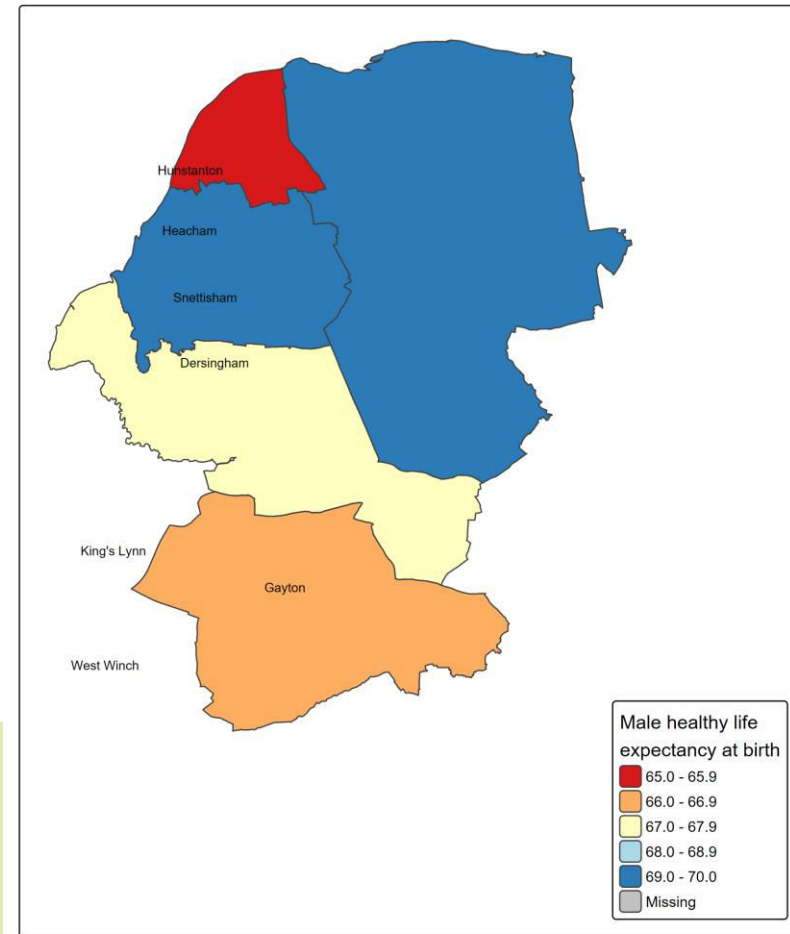 Hunstanton
Heacham
Snettisham
Dersingham
King's Lynn
Gayton
West Winch
Male healthy life
expectancy at birth
65.0 - 65.9
66.0 - 66.9
67.0 - 67.9
68.0 - 68.9
69.0 - 70.0
Missing